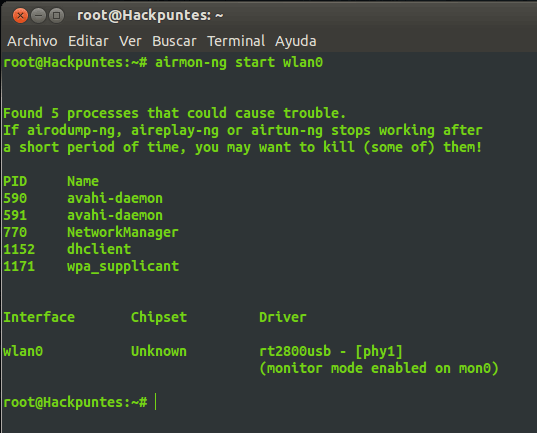 root@Hackpuntes: ~
Archivo Editar Ver Buscar Terminal Ayuda
root@Hackpuntes:~# airmon-ng start wlan0
Found 5 processes that could cause trouble.
If airodump-ng, aireplay-ng or airtun-ng stops working after
a short period of time, you may want to kill (some of) them!
PID Name
590 avahi-daemon
591 avahi-daemon
770 NetworkManager
1152 dhclient
1171 wpa_supplicant
Interface Chipset Driver
wlan0 Unknown rt2800usb - [phy1]
(monitor mode enabled on mon0)
root@Hackpuntes:~#